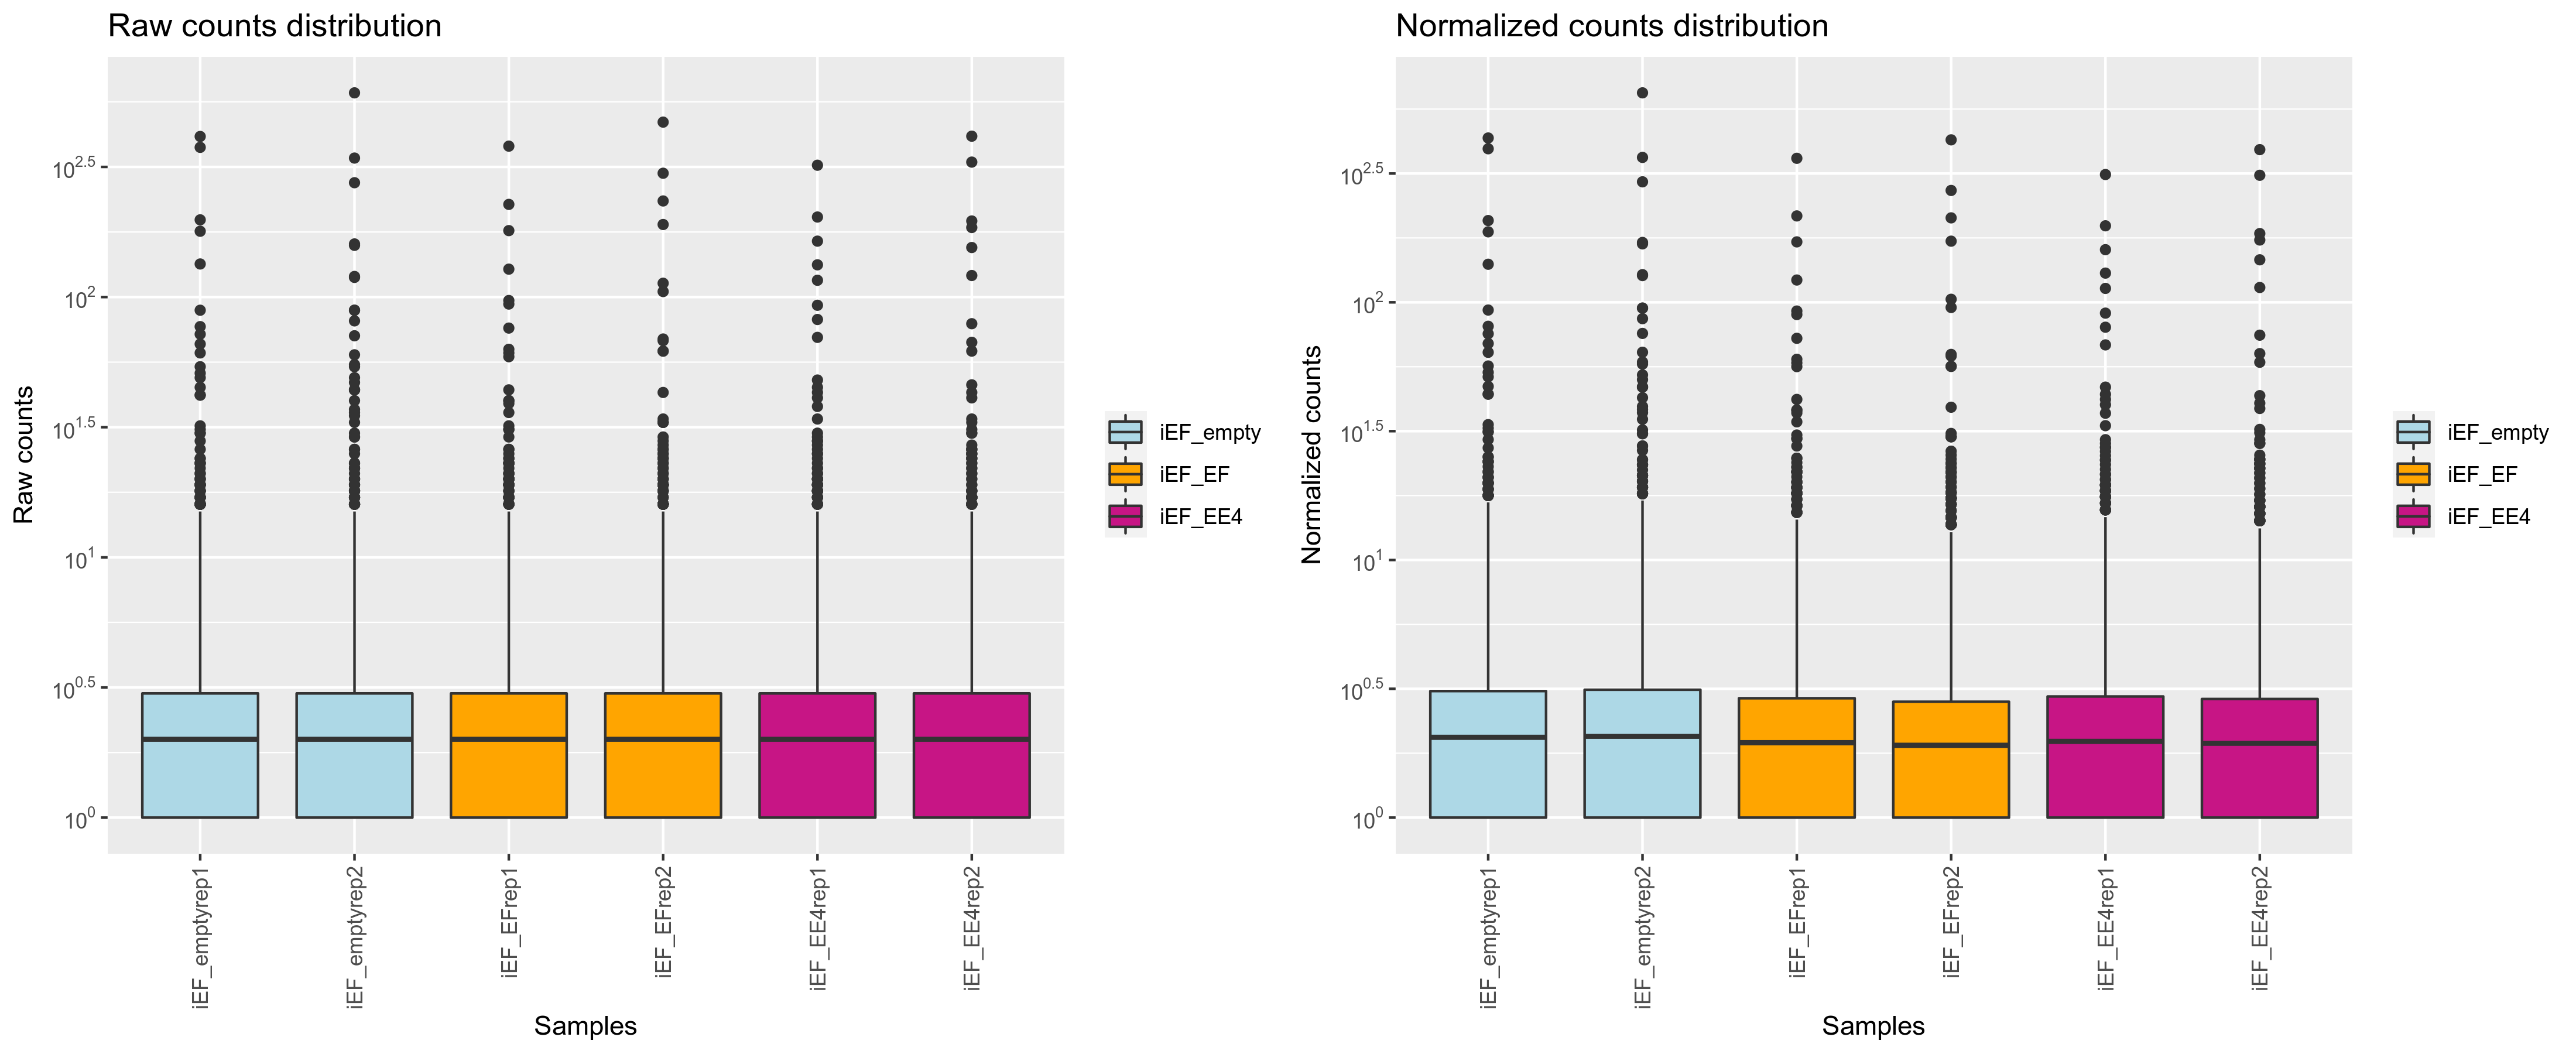 Raw counts distribution
Raw counts
10^2.5
10^2
10^1.5
10^1
10^0.5
10^0
iEF_emptyrep1
iEF_emptyrep2
iEF_EFrep1
iEF_EFrep2
iEF_EE4rep1
iEF_EE4rep2
Samples
iEF_empty
iEF_EF
iEF_EE4
Normalized counts distribution
Normalized counts
10^2.5
10^2
10^1.5
10^1
10^0.5
10^0
iEF_emptyrep1
iEF_emptyrep2
iEF_EFrep1
iEF_EFrep2
iEF_EE4rep1
iEF_EE4rep2
Samples
iEF_empty
iEF_EF
iEF_EE4